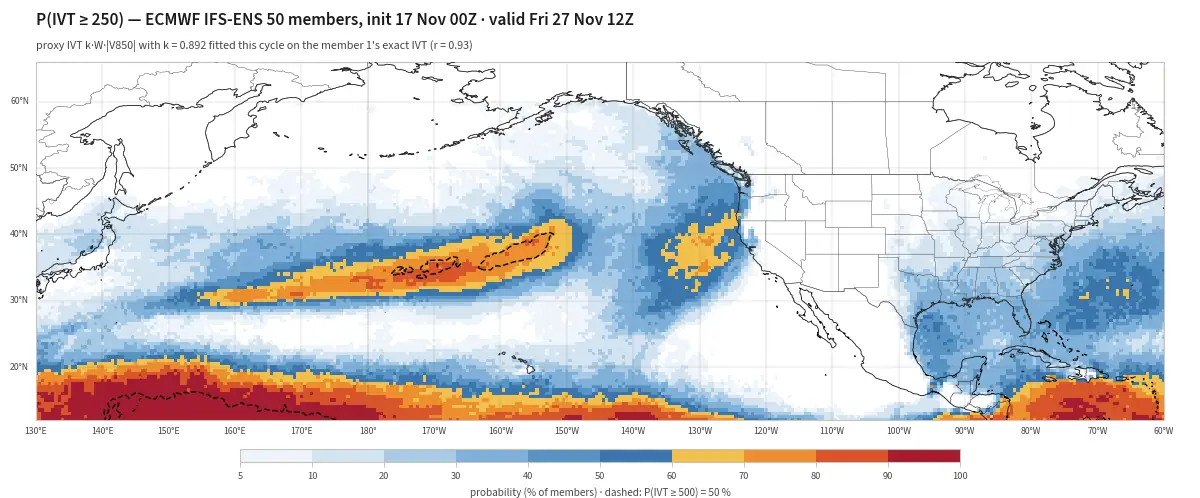 P(IVT ≥ 250) — ECMWF IFS-ENS 50 members, init 17 Nov 00Z · valid Fri 27 Nov 12Z
proxy IVT k·W·|V850| with k = 0.892 fitted this cycle on the member 1's exact IVT (r = 0.93)
60°N
50°N
40°N
30°N
20°N
130°E 140°E 150°E 160°E 170°E 180° 170°W 160°W 150°W 140°W 130°W 120°W 110°W 100°W 90°W 80°W 70°W 60°W
5 10 20 30 40 50 60 70 80 90 100
probability (% of members) · dashed: P(IVT ≥ 500) = 50 %